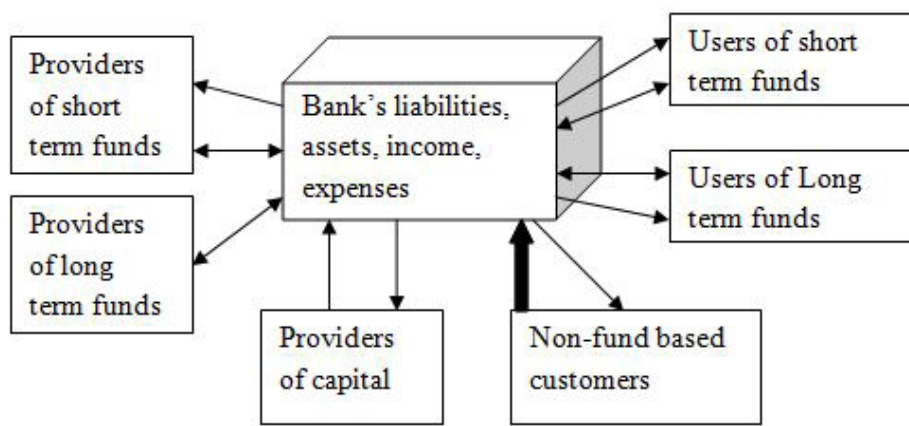 Providers
of short
term funds
Bank's liabilities,
assets, income,
expenses
Users of short
term funds
Providers
of long
term funds
Users of Long
term funds
Providers
of capital
Non-fund based
customers